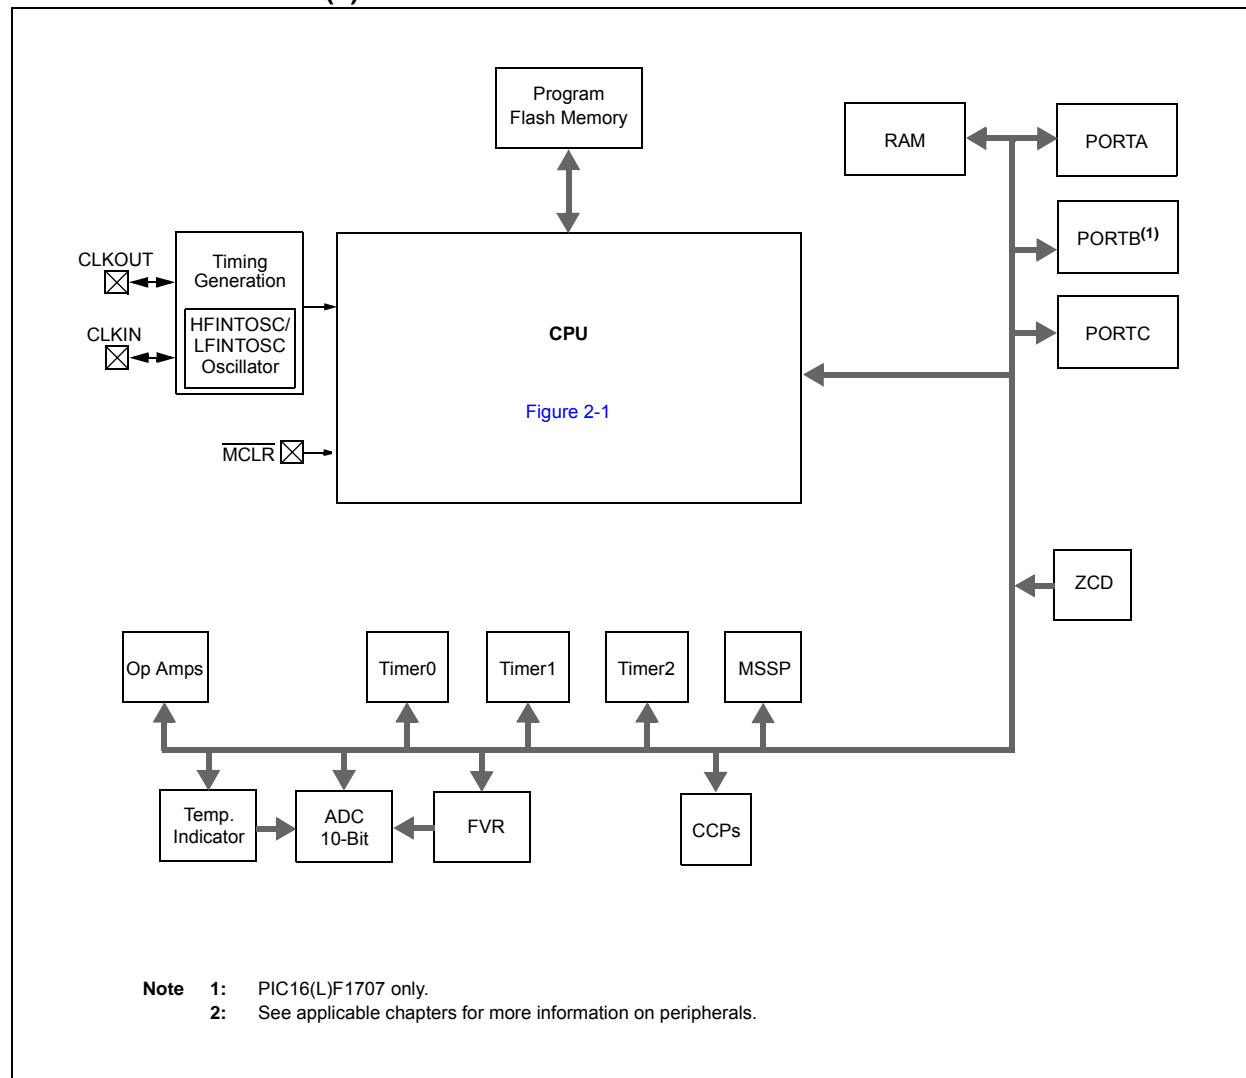 Program
Flash Memory
RAM
PORTA
PORTB(1)
PORTC
CLKOUT
CLKIN
Timing
Generation
HFINTOSC/
LFINTOSC
Oscillator
MCLR
CPU
Figure 2-1
ZCD
Op Amps
Timer0
Timer1
Timer2
MSSP
Temp.
Indicator
ADC
10-Bit
FVR
CCPs
Note 1: PIC16(L)F1707 only.
2: See applicable chapters for more information on peripherals.